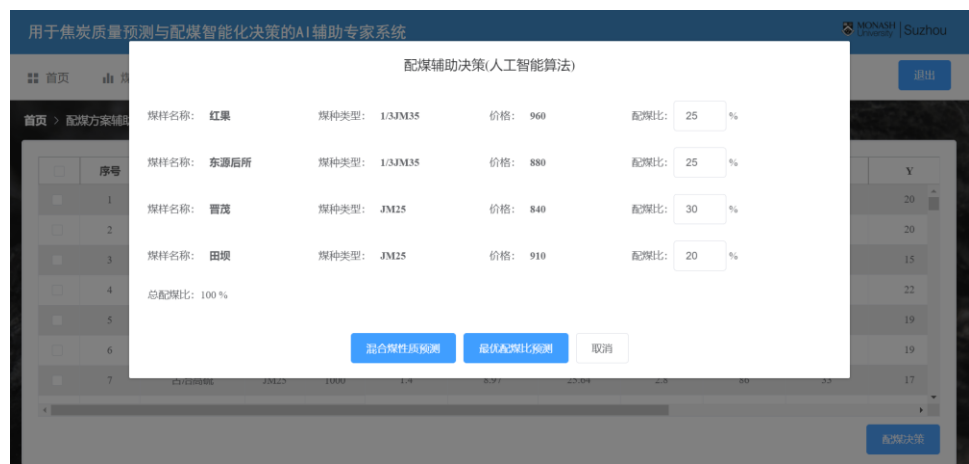 用于焦炭质量预测与配煤智能化决策的AI辅助专家系统
MONASH University | Suzhou
配煤辅助决策(人工智能算法)
首页
退出
首页 > 配煤方案辅助
煤样名称: 红果 煤种类型: 1/3JM35 价格: 960 配煤比: 25 %
煤样名称: 东源后所 煤种类型: 1/3JM35 价格: 880 配煤比: 25 %
煤样名称: 晋茂 煤种类型: JM25 价格: 840 配煤比: 30 %
煤样名称: 田坝 煤种类型: JM25 价格: 910 配煤比: 20 %
总配煤比: 100 %
混合煤性质预测 最优配煤比预测 取消
序号 Y
1 20
2 20
3 15
4 22
5 19
6 19
7 JM25 1000 1.4 8.97 23.64 2.8 86 53 17
配煤决策